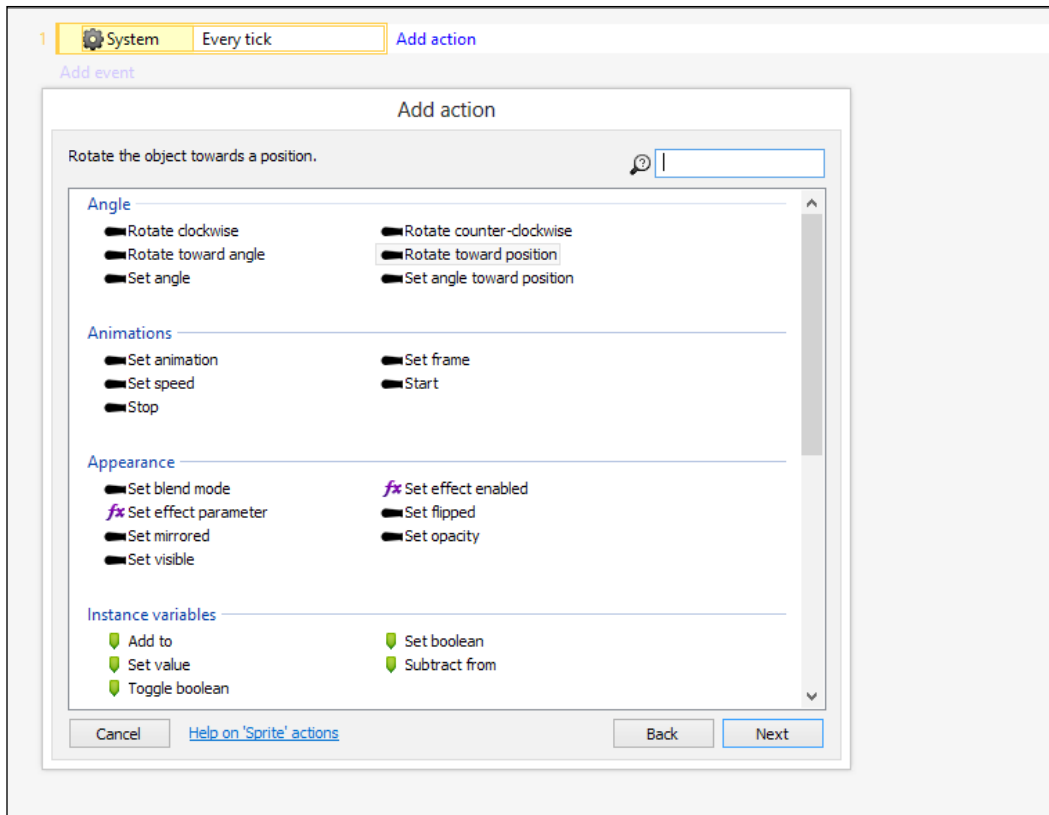 1 System Every tick Add action
Add event
Add action
Rotate the object towards a position.
Angle
Rotate clockwise Rotate counter-clockwise
Rotate toward angle Rotate toward position
Set angle Set angle toward position
Animations
Set animation Set frame
Set speed Start
Stop
Appearance
Set blend mode fx Set effect enabled
fx Set effect parameter Set flipped
Set mirrored Set opacity
Set visible
Instance variables
Add to Set boolean
Set value Subtract from
Toggle boolean
Cancel Help on 'Sprite' actions Back Next